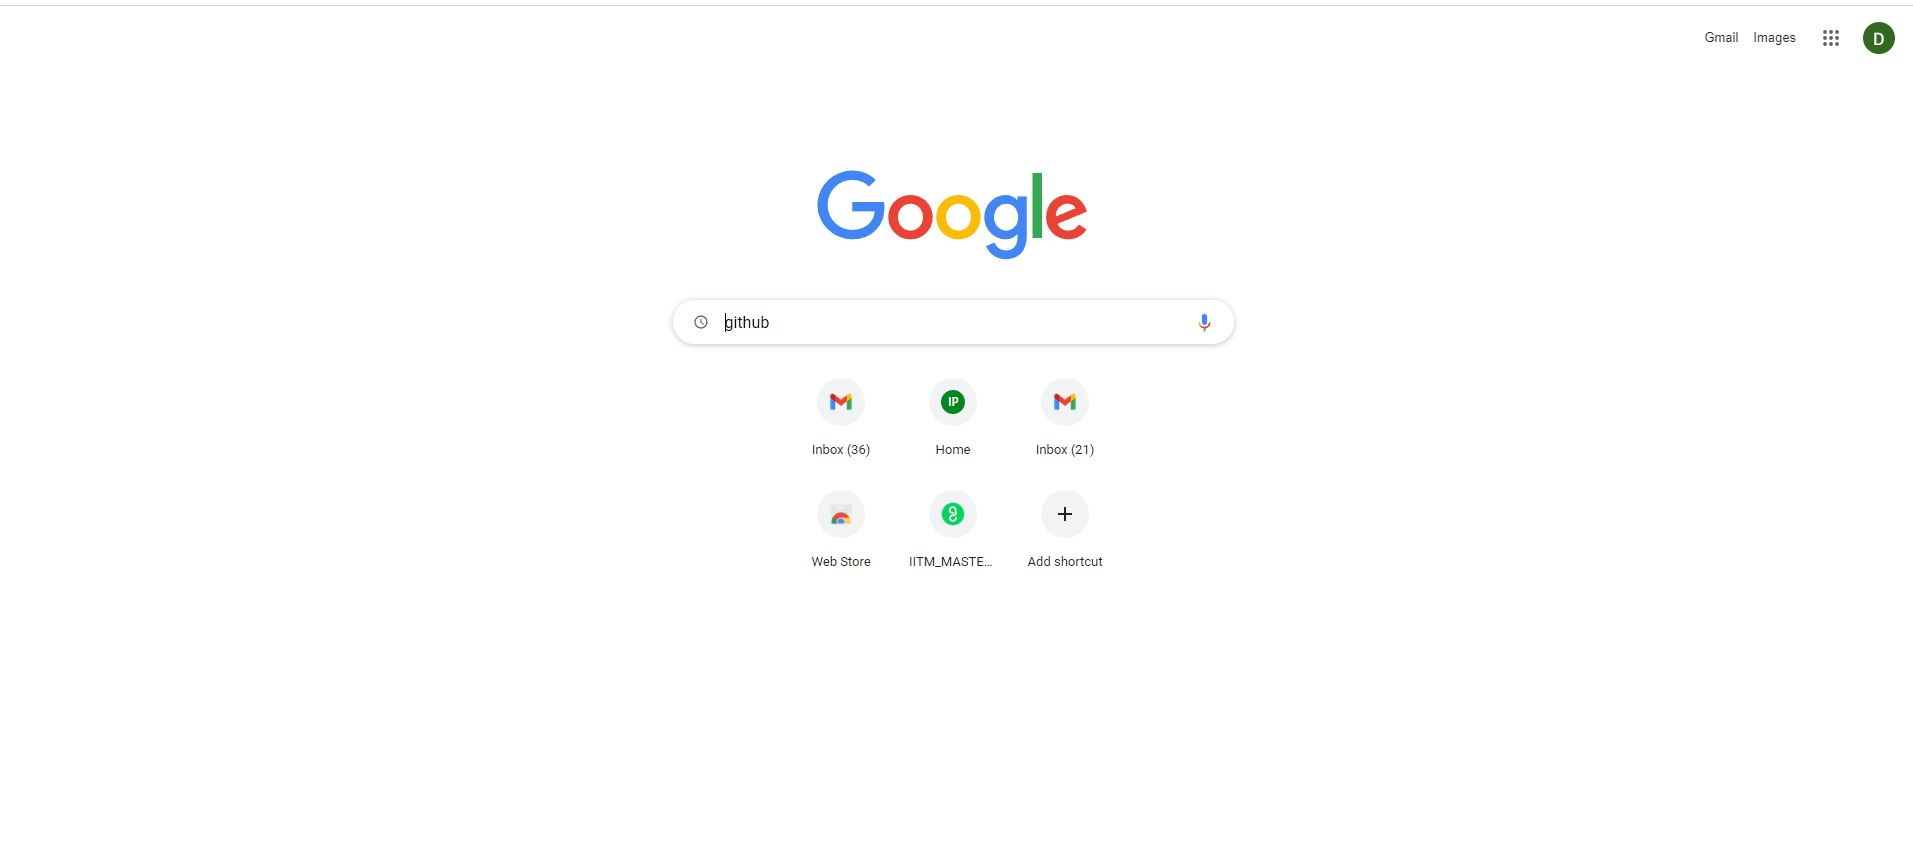 Gmail Images D
Google
github
IP
Inbox (36) Home Inbox (21)
Web Store IITM_MASTE... Add shortcut